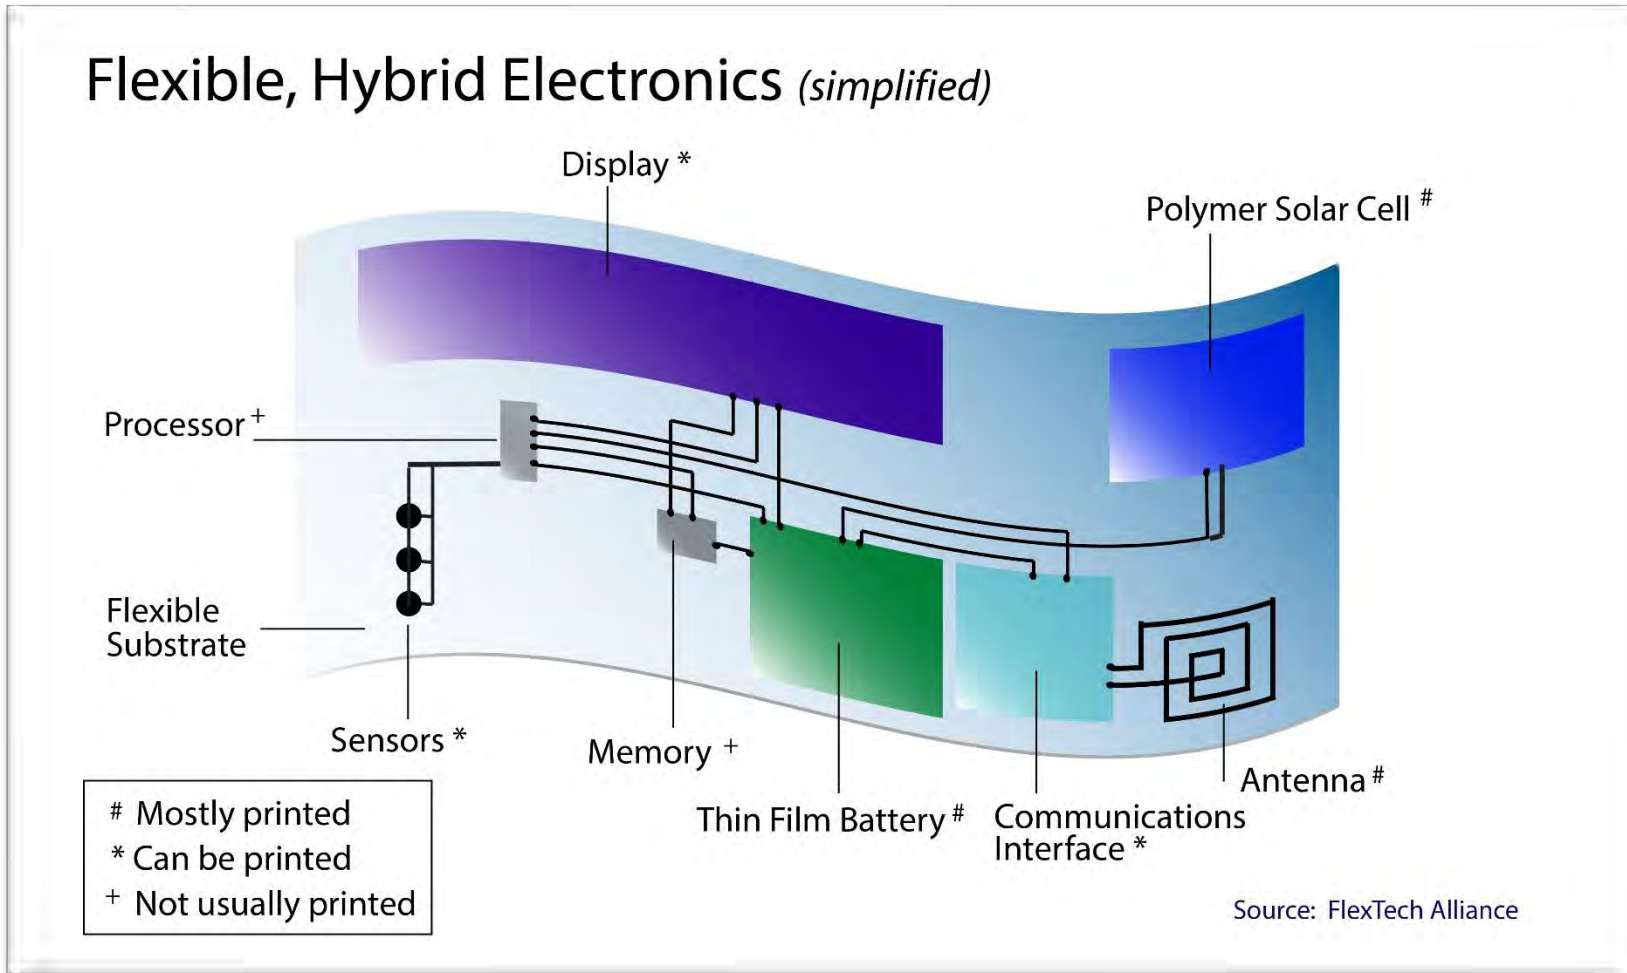 Flexible, Hybrid Electronics (simplified)
Display *
Polymer Solar Cell #
Processor +
Flexible
Substrate
Sensors *
Memory +
Thin Film Battery #
Communications
Interface *
Antenna #
# Mostly printed
* Can be printed
+ Not usually printed
Source: FlexTech Alliance